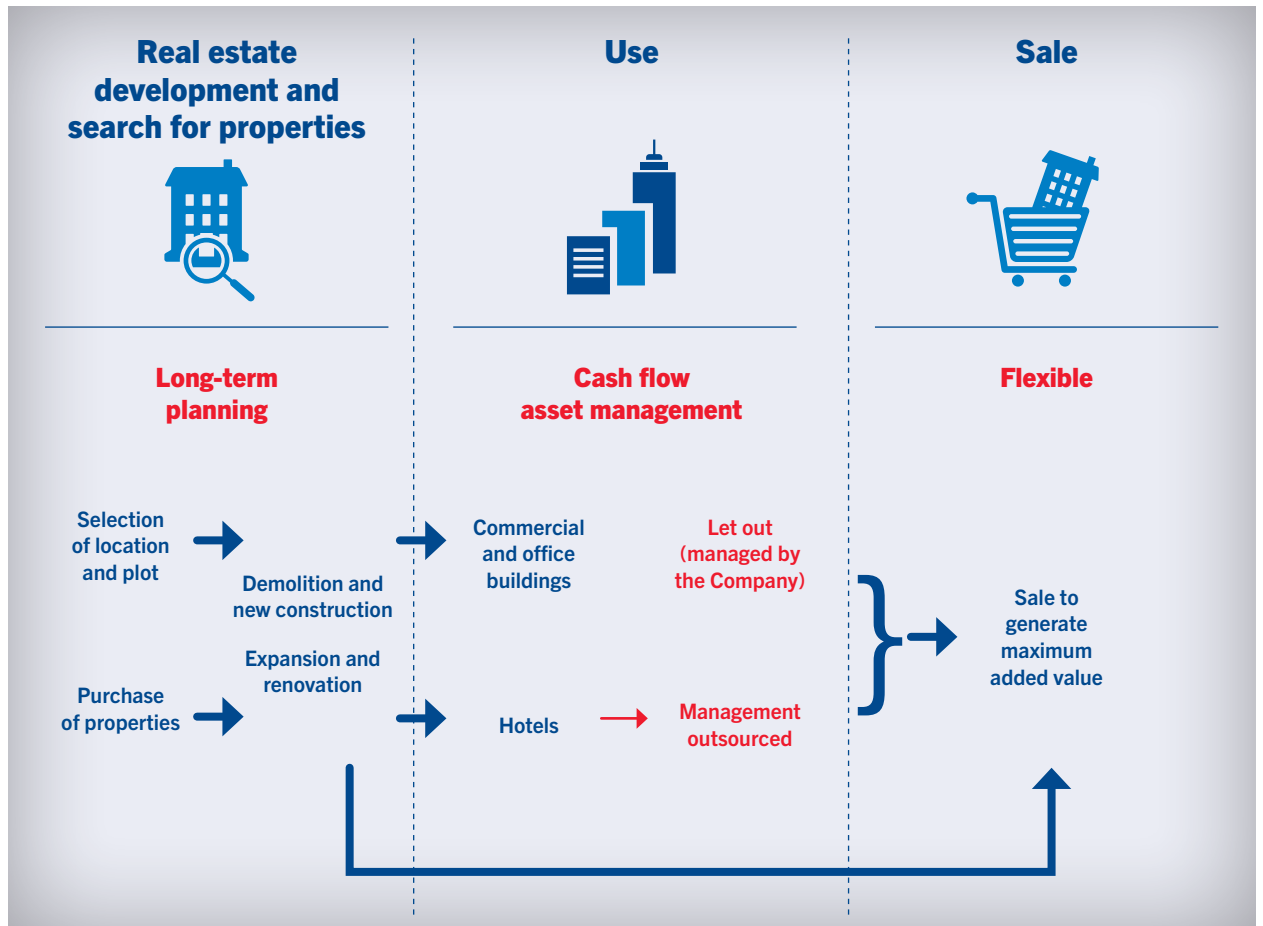 Real estate
development and
search for properties
Use
Sale
Long-term
planning
Cash flow
asset management
Flexible
Selection
of location
and plot
Demolition and
new construction
Expansion and
renovation
Purchase
of properties
Commercial
and office
buildings
Let out
(managed by
the Company)
Hotels
Management
outsourced
Sale to
generate
maximum
added value